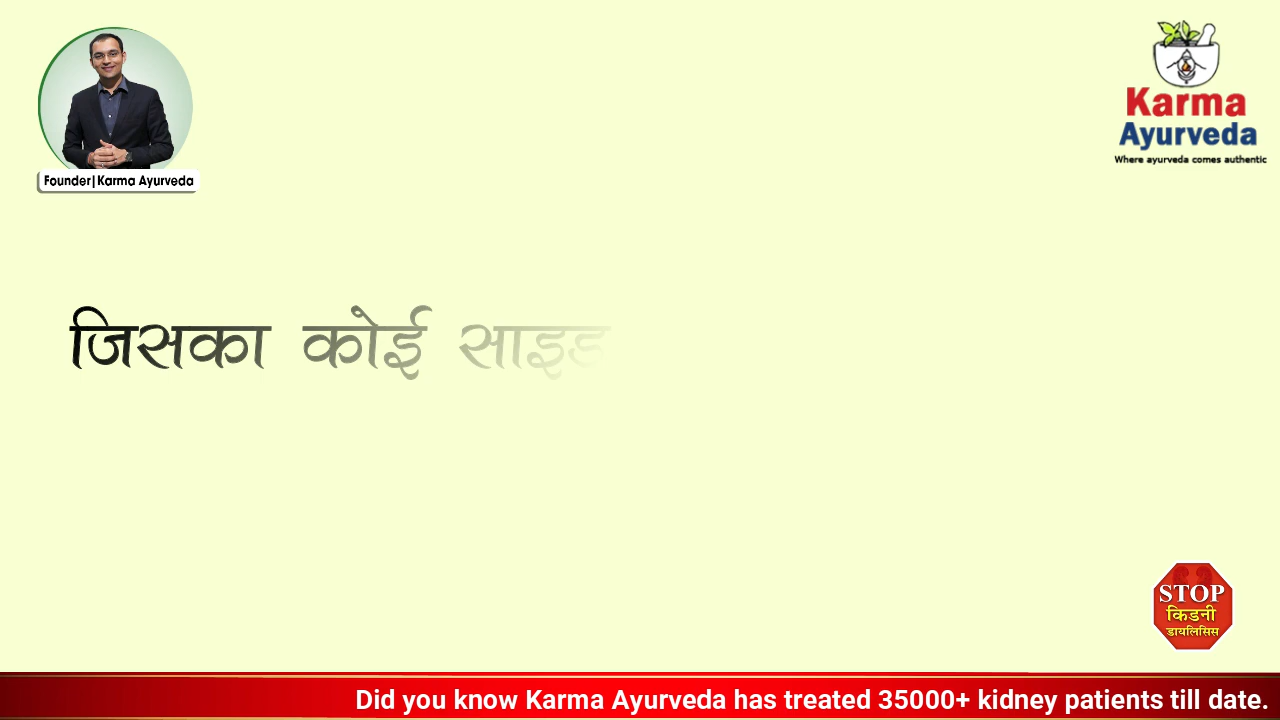 Founder|Karma Ayurveda
Karma
Ayurveda
Where ayurveda comes authentic
जिसका कोई साइड
STOP
किडनी
डायलिसिस
Did you know Karma Ayurveda has treated 35000+ kidney patients till date.